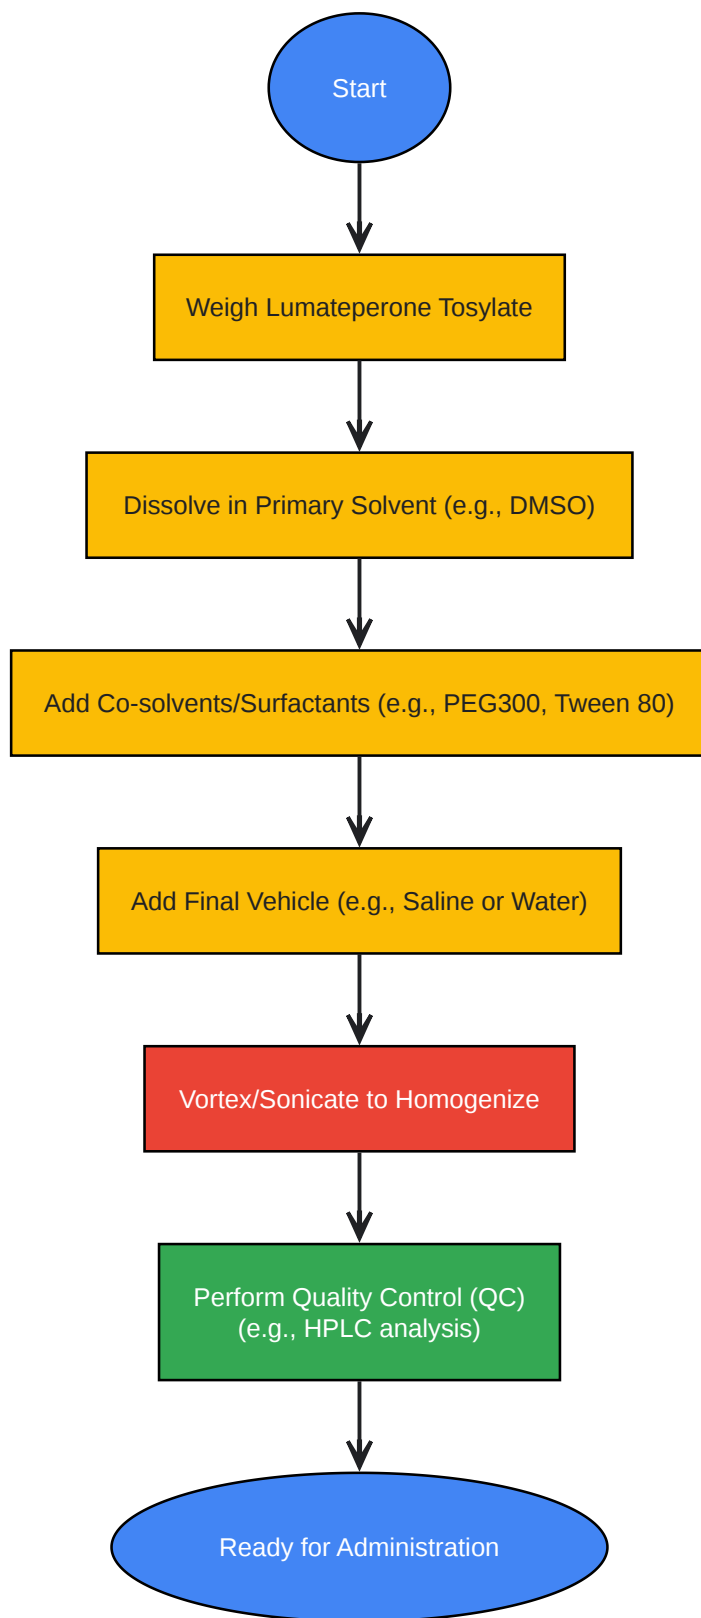 Start
Weigh Lumateperone Tosylate
Dissolve in Primary Solvent (e.g., DMSO)
Add Co-solvents/Surfactants (e.g., PEG300, Tween 80)
Add Final Vehicle (e.g., Saline or Water)
Vortex/Sonicate to Homogenize
Perform Quality Control (QC)
(e.g., HPLC analysis)
Ready for Administration